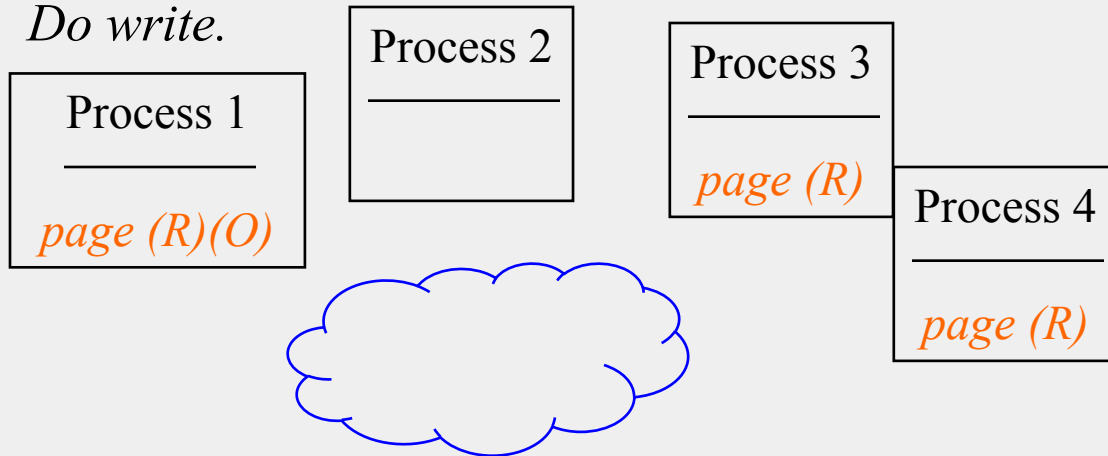 Do write.
Process 1
page (R)(O)
Process 2
Process 3
page (R)
Process 4
page (R)